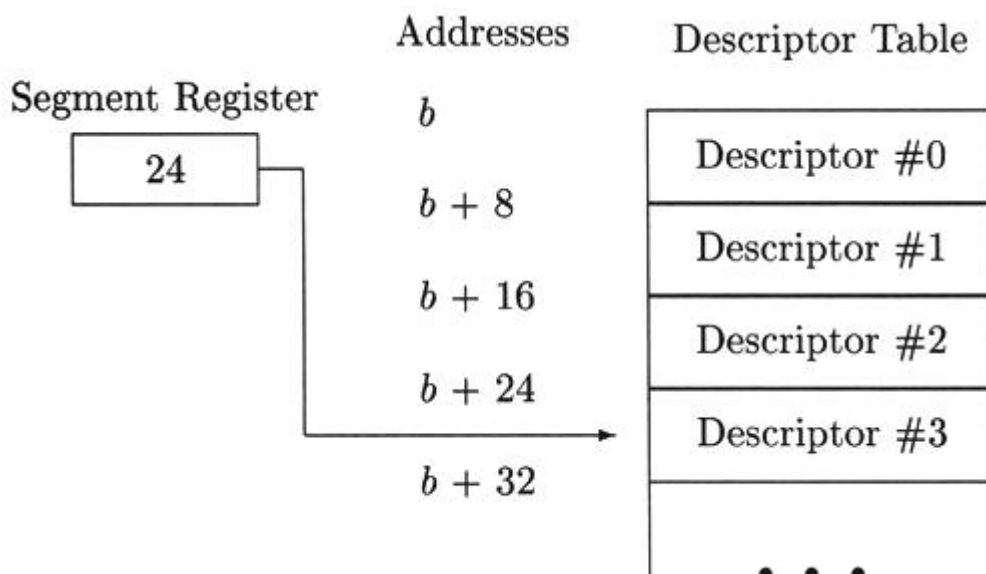 Addresses
Descriptor Table
Segment Register
24
b
b + 8
b + 16
b + 24
b + 32
Descriptor #0
Descriptor #1
Descriptor #2
Descriptor #3
• • •